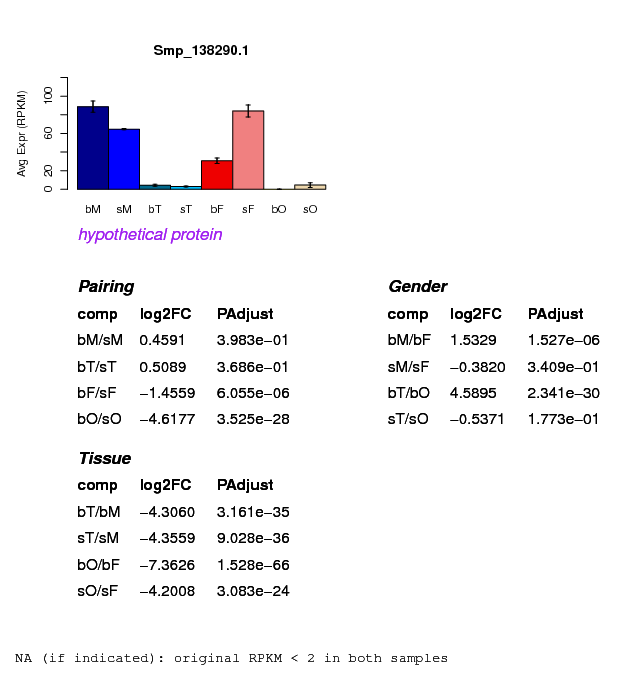 Smp_138290.1
Avg Expr (RPKM)
100
60
20
0
bM sM bT sT bF sF bO sO
hypothetical protein
Pairing
comp log2FC PAdjust
bM/sM 0.4591 3.983e−01
bT/sT 0.5089 3.686e−01
bF/sF −1.4559 6.055e−06
bO/sO −4.6177 3.525e−28
Gender
comp log2FC PAdjust
bM/bF 1.5329 1.527e−06
sM/sF −0.3820 3.409e−01
bT/bO 4.5895 2.341e−30
sT/sO −0.5371 1.773e−01
Tissue
comp log2FC PAdjust
bT/bM −4.3060 3.161e−35
sT/sM −4.3559 9.028e−36
bO/bF −7.3626 1.528e−66
sO/sF −4.2008 3.083e−24
NA (if indicated): original RPKM < 2 in both samples